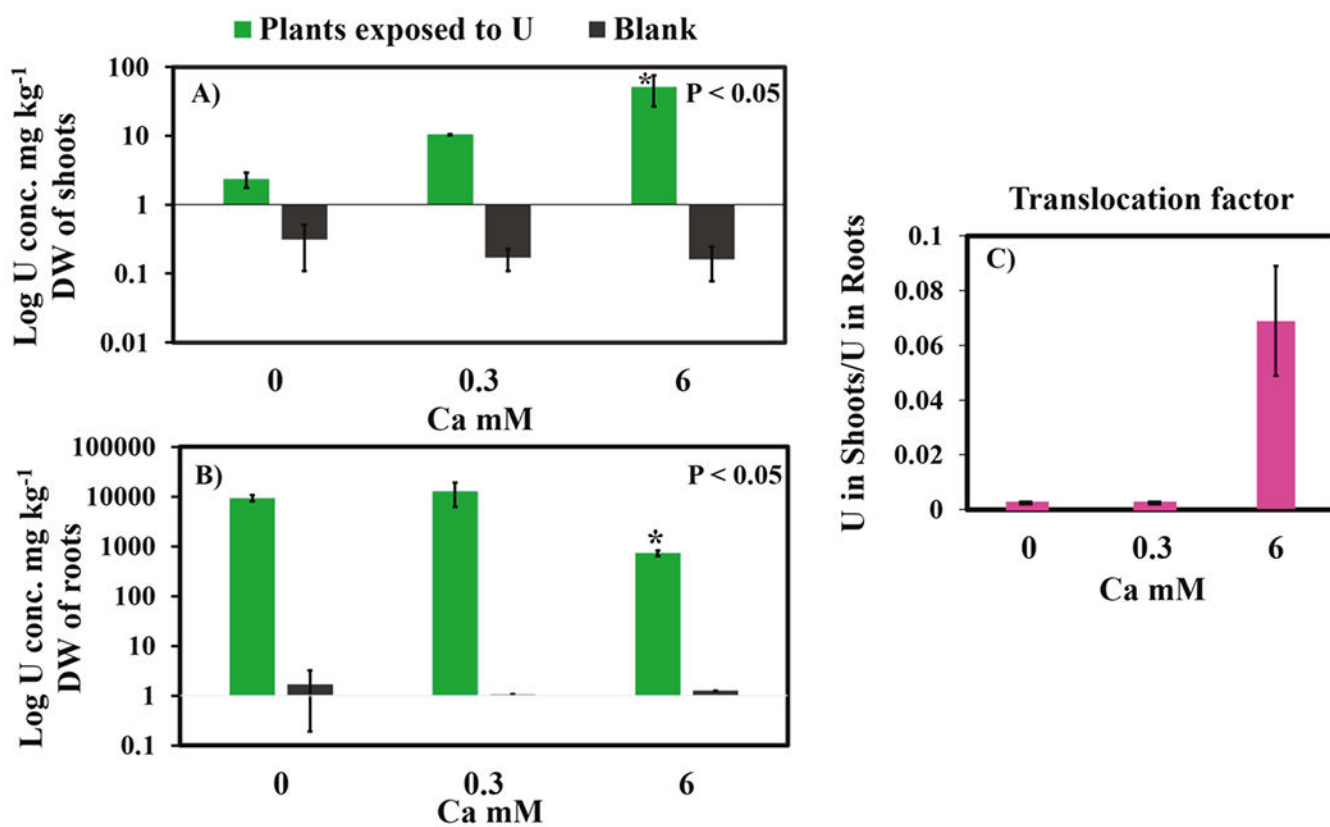 Plants exposed to U Blank
A) P < 0.05
*
100
10
1
0.1
0.01
Log U conc. mg kg⁻¹
DW of shoots
0 0.3 6
Ca mM
B) P < 0.05
*
100000
10000
1000
100
10
1
0.1
Log U conc. mg kg⁻¹
DW of roots
0 0.3 6
Ca mM
Translocation factor
C)
0.1
0.08
0.06
0.04
0.02
0
U in Shoots/U in Roots
0 0.3 6
Ca mM